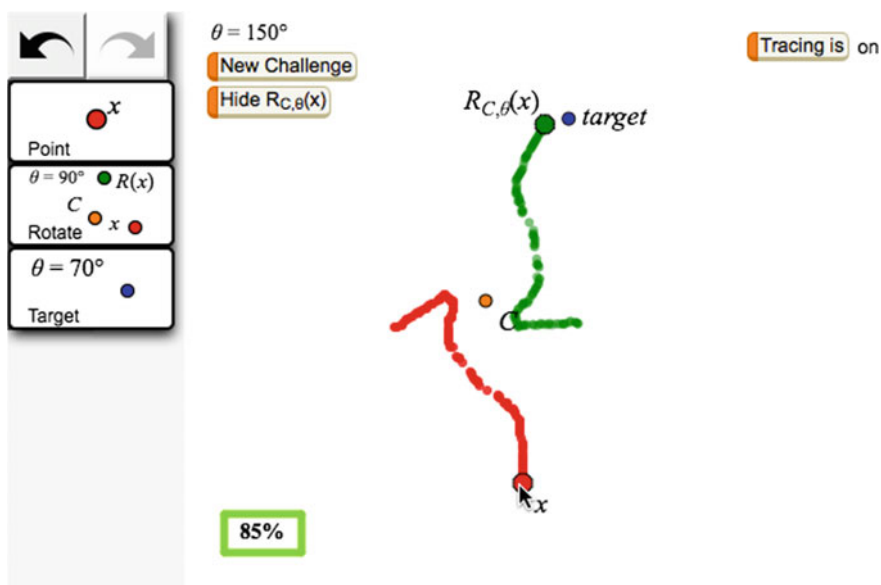 x
Point
θ = 90° R(x)
C
x
Rotate
θ = 70°
Target
θ = 150°
New Challenge
Hide R_C,θ(x)
Tracing is on
R_C,θ(x) target
C
x
85%